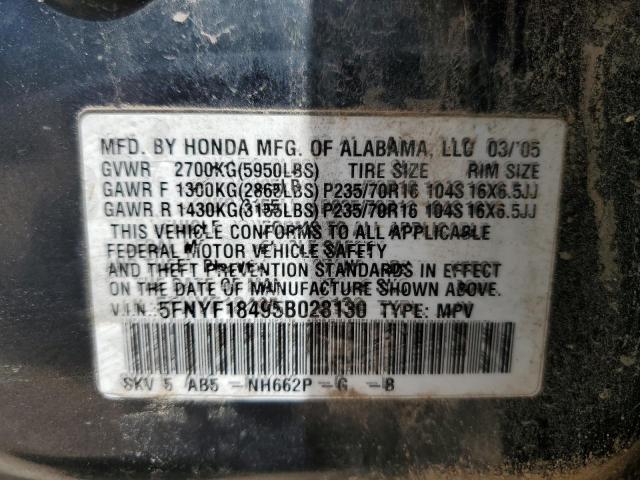 MFD. BY HONDA MFG. OF ALABAMA, LLC 03/'05
GVWR 2700KG(5950LBS) TIRE SIZE RIM SIZE
GAWR F 1300KG(2865LB) P235/70R16 104S 16X6.5JJ
GAWR R 1430KG(3155LBS) P235/70R16 104S 16X6.5JJ
THIS VEHICLE CONFORMS TO ALL APPLICABLE
FEDERAL MOTOR VEHICLE SAFETY
AND THEFT PREVENTION STANDARDS IN EFFECT
ON THE DATE OF MANUFACTURE SHOWN ABOVE.
V.I.N.: 5FNYF18495B028130 TYPE: MPV
SKV 5 AB5 - NH662P - G - B